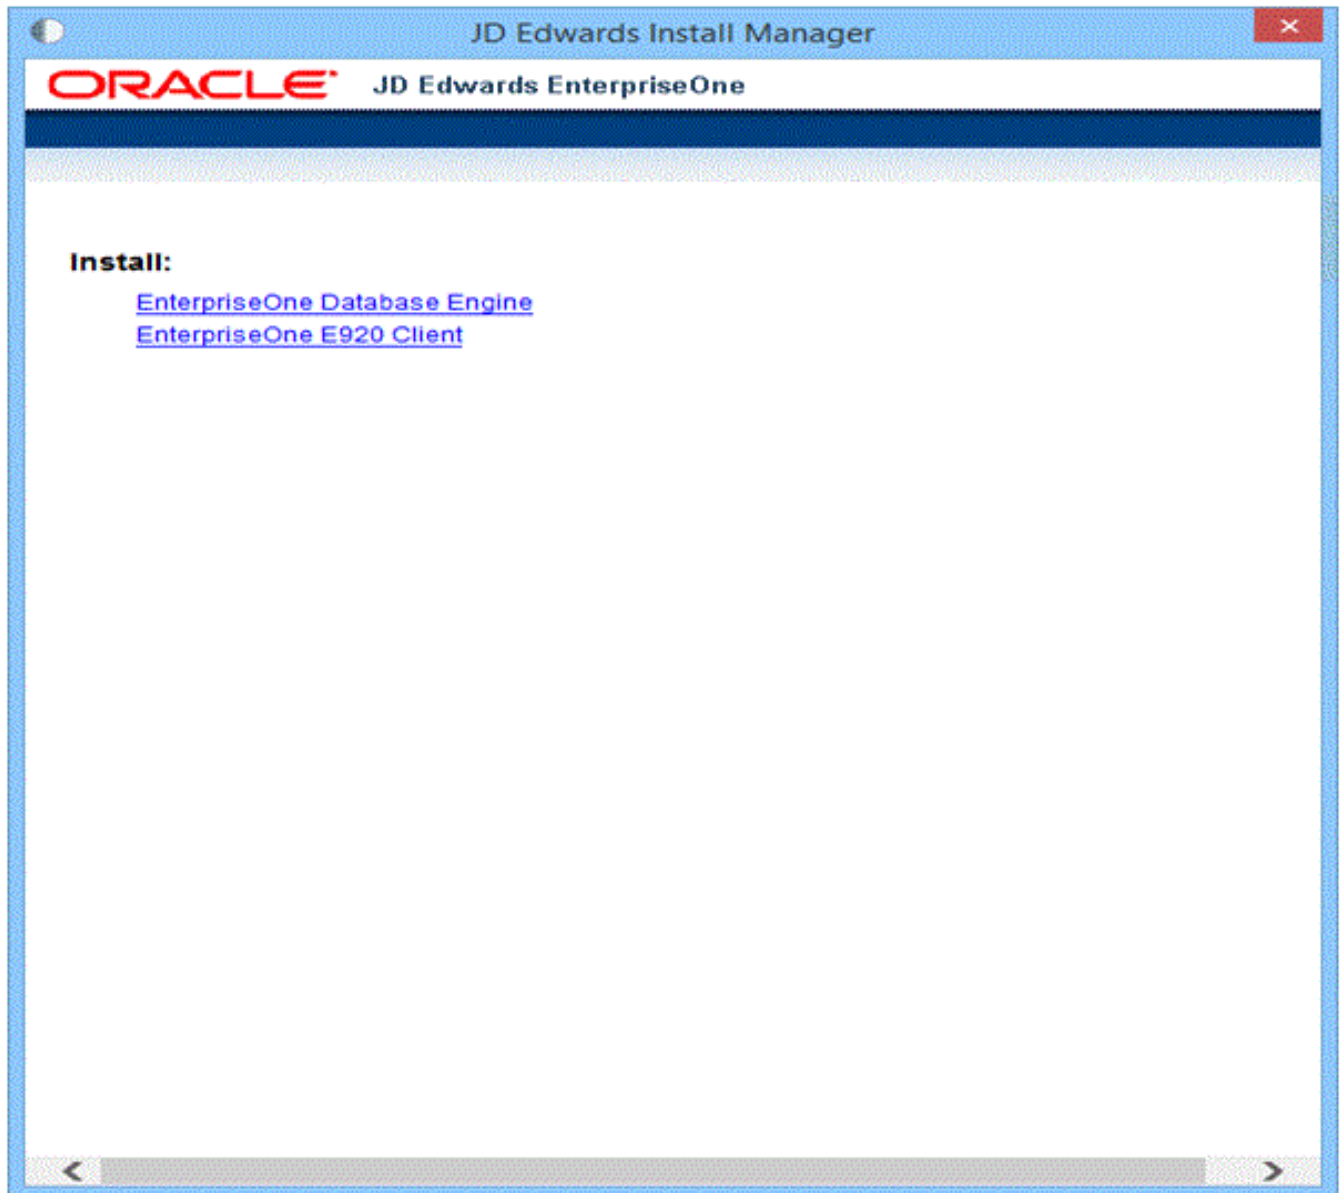 JD Edwards Install Manager
ORACLE JD Edwards EnterpriseOne
Install:
EnterpriseOne Database Engine
EnterpriseOne E920 Client